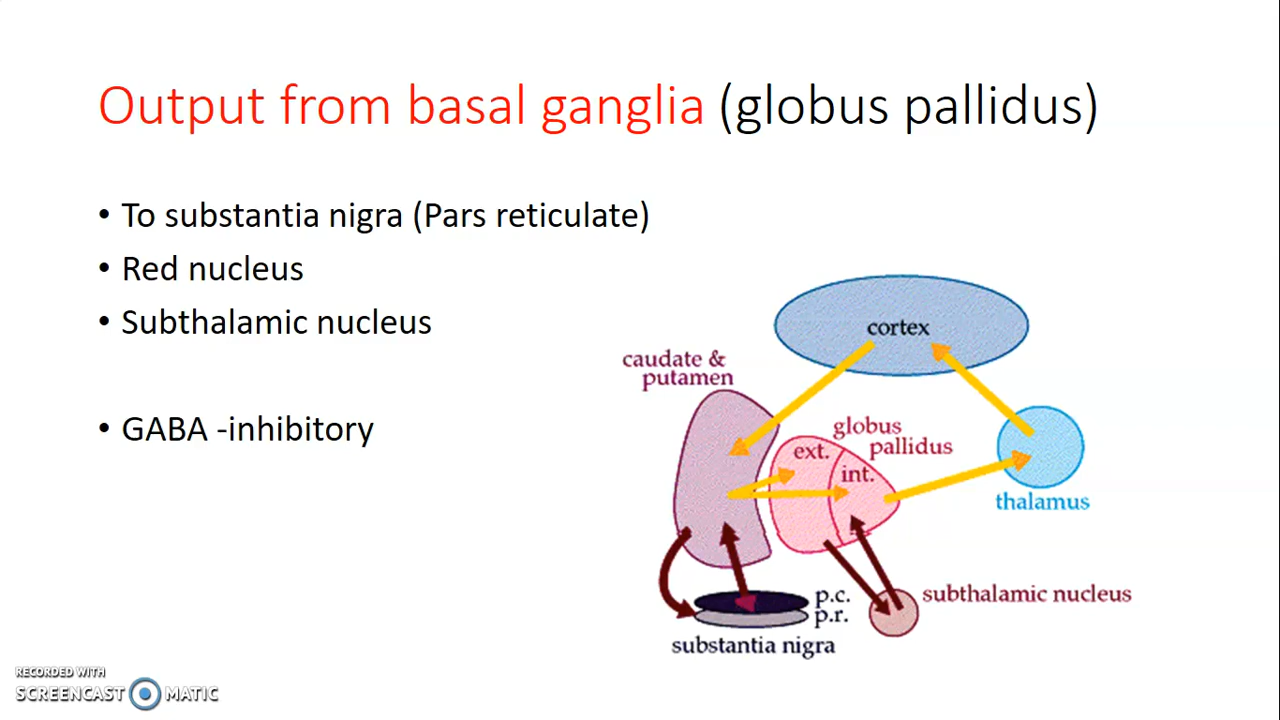 Output from basal ganglia (globus pallidus)
• To substantia nigra (Pars reticulate)
• Red nucleus
• Subthalamic nucleus
• GABA -inhibitory
cortex
caudate &
putamen
globus
pallidus
ext.
int.
thalamus
subthalamic nucleus
p.c.
p.r.
substantia nigra
RECORDED WITH
SCREENCAST MATIC